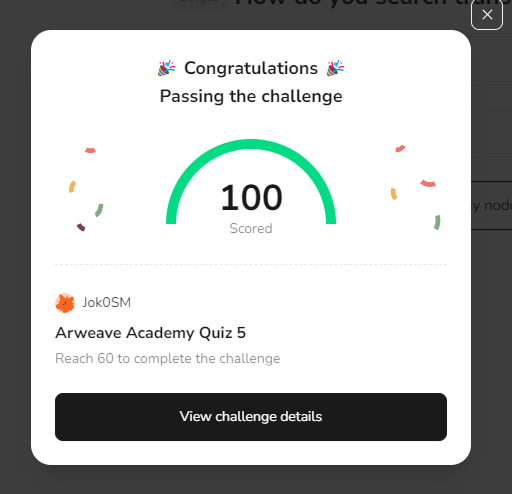 How do you search trans
Congratulations
Passing the challenge
100
Scored
Jok0SM
Arweave Academy Quiz 5
Reach 60 to complete the challenge
View challenge details
y node